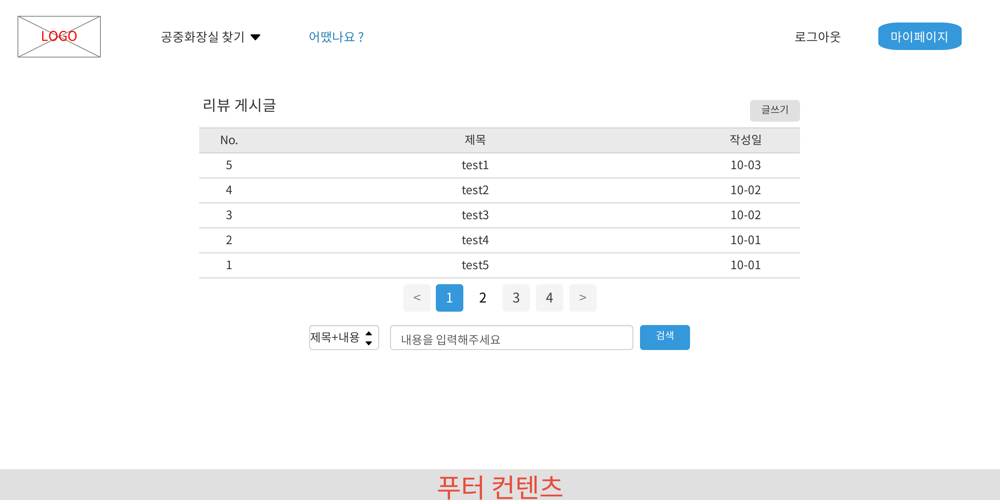 LOGO 공중화장실 찾기 어땠나요 ? 로그아웃 마이페이지
리뷰 게시글 글쓰기
No. 제목 작성일
5 test1 10-03
4 test2 10-02
3 test3 10-02
2 test4 10-01
1 test5 10-01
< 1 2 3 4 >
제목+내용 내용을 입력해주세요 검색
푸터 컨텐츠